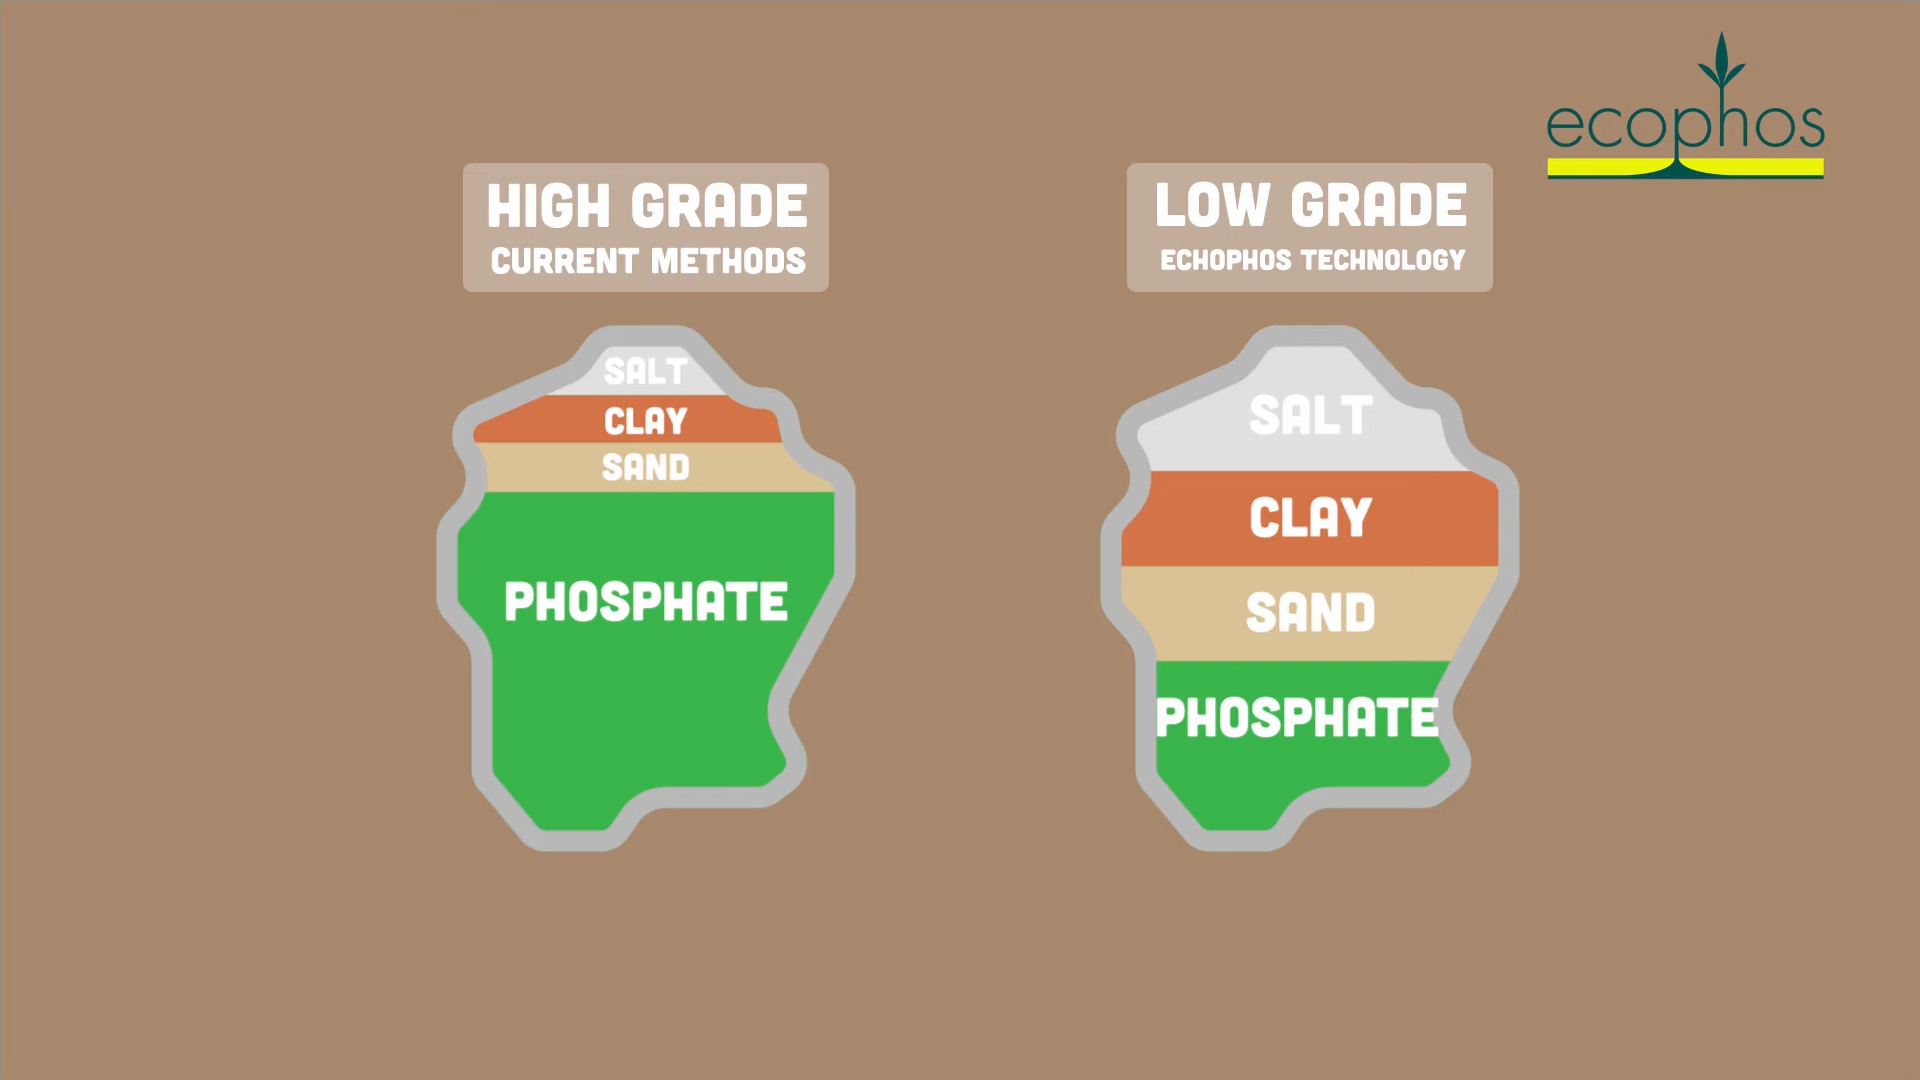 ecophos
HIGH GRADE
CURRENT METHODS
SALT
CLAY
SAND
PHOSPHATE
LOW GRADE
ECHOPHOS TECHNOLOGY
SALT
CLAY
SAND
PHOSPHATE